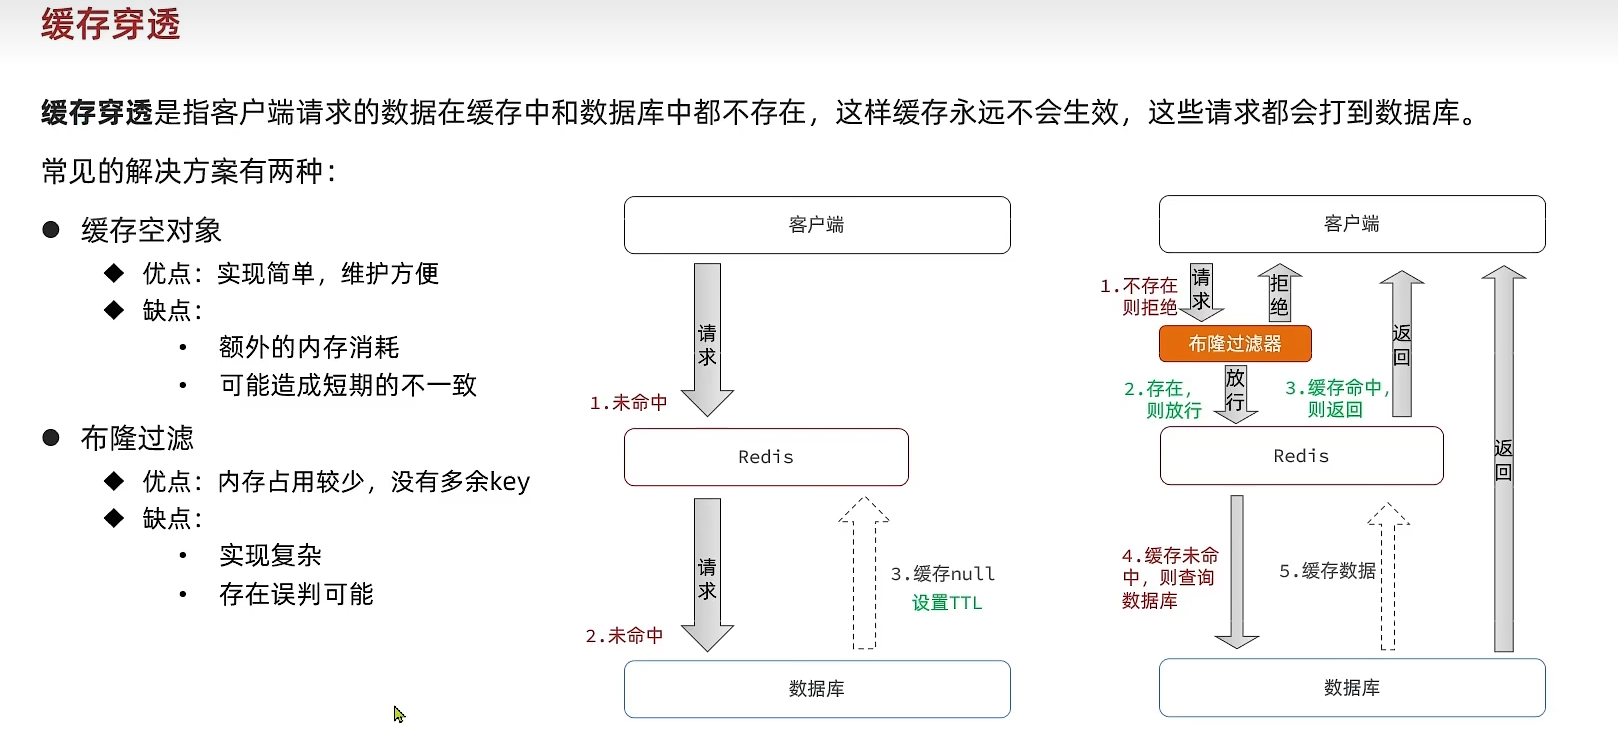 缓存穿透
缓存穿透是指客户端请求的数据在缓存中和数据库中都不存在，这样缓存永远不会生效，这些请求都会打到数据库。
常见的解决方案有两种：
缓存空对象
优点：实现简单，维护方便
缺点：
额外的内存消耗
可能造成短期的不一致
布隆过滤
优点：内存占用较少，没有多余key
缺点：
实现复杂
存在误判可能
客户端
请求
1.未命中
Redis
请求
2.未命中
3.缓存null
设置TTL
数据库
客户端
1.不存在
则拒绝
请求
拒绝
布隆过滤器
2.存在，
则放行
放行
3.缓存命中，
则返回
返回
Redis
返回
4.缓存未命
中，则查询
数据库
5.缓存数据
数据库